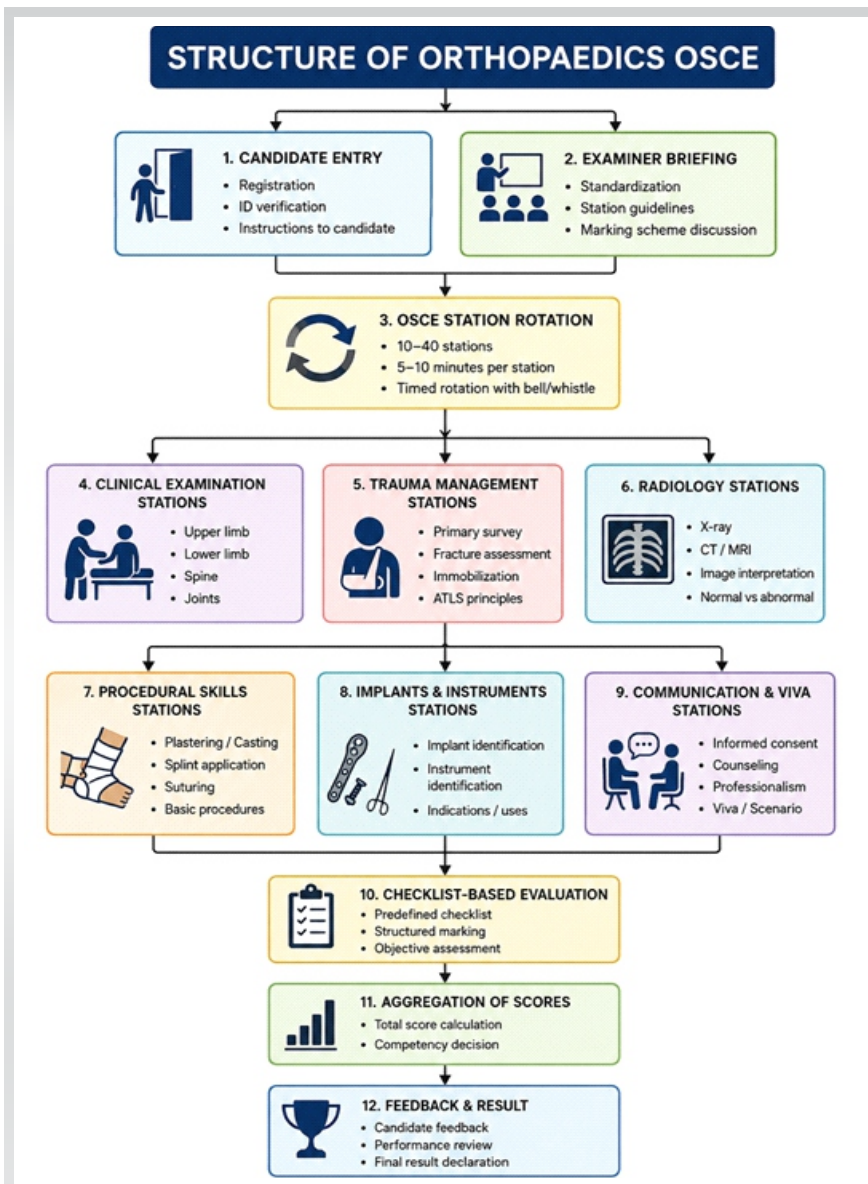 STRUCTURE OF ORTHOPAEDICS OSCE
1. CANDIDATE ENTRY
• Registration
• ID verification
• Instructions to candidate
2. EXAMINER BRIEFING
• Standardization
• Station guidelines
• Marking scheme discussion
3. OSCE STATION ROTATION
• 10–40 stations
• 5–10 minutes per station
• Timed rotation with bell/whistle
4. CLINICAL EXAMINATION
STATIONS
• Upper limb
• Lower limb
• Spine
• Joints
5. TRAUMA MANAGEMENT
STATIONS
• Primary survey
• Fracture assessment
• Immobilization
• ATLS principles
6. RADIOLOGY STATIONS
• X-ray
• CT / MRI
• Image interpretation
• Normal vs abnormal
7. PROCEDURAL SKILLS
STATIONS
• Plastering / Casting
• Splint application
• Suturing
• Basic procedures
8. IMPLANTS & INSTRUMENTS
STATIONS
• Implant identification
• Instrument
identification
• Indications / uses
9. COMMUNICATION & VIVA
STATIONS
• Informed consent
• Counseling
• Professionalism
• Viva / Scenario
10. CHECKLIST-BASED EVALUATION
• Predefined checklist
• Structured marking
• Objective assessment
11. AGGREGATION OF SCORES
• Total score calculation
• Competency decision
12. FEEDBACK & RESULT
• Candidate feedback
• Performance review
• Final result declaration